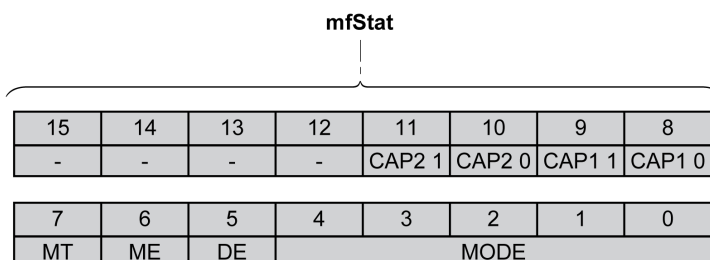 mfStat
15 14 13 12 11 10 9 8
- - - - CAP2 1 CAP2 0 CAP1 1 CAP1 0
7 6 5 4 3 2 1 0
MT ME DE MODE